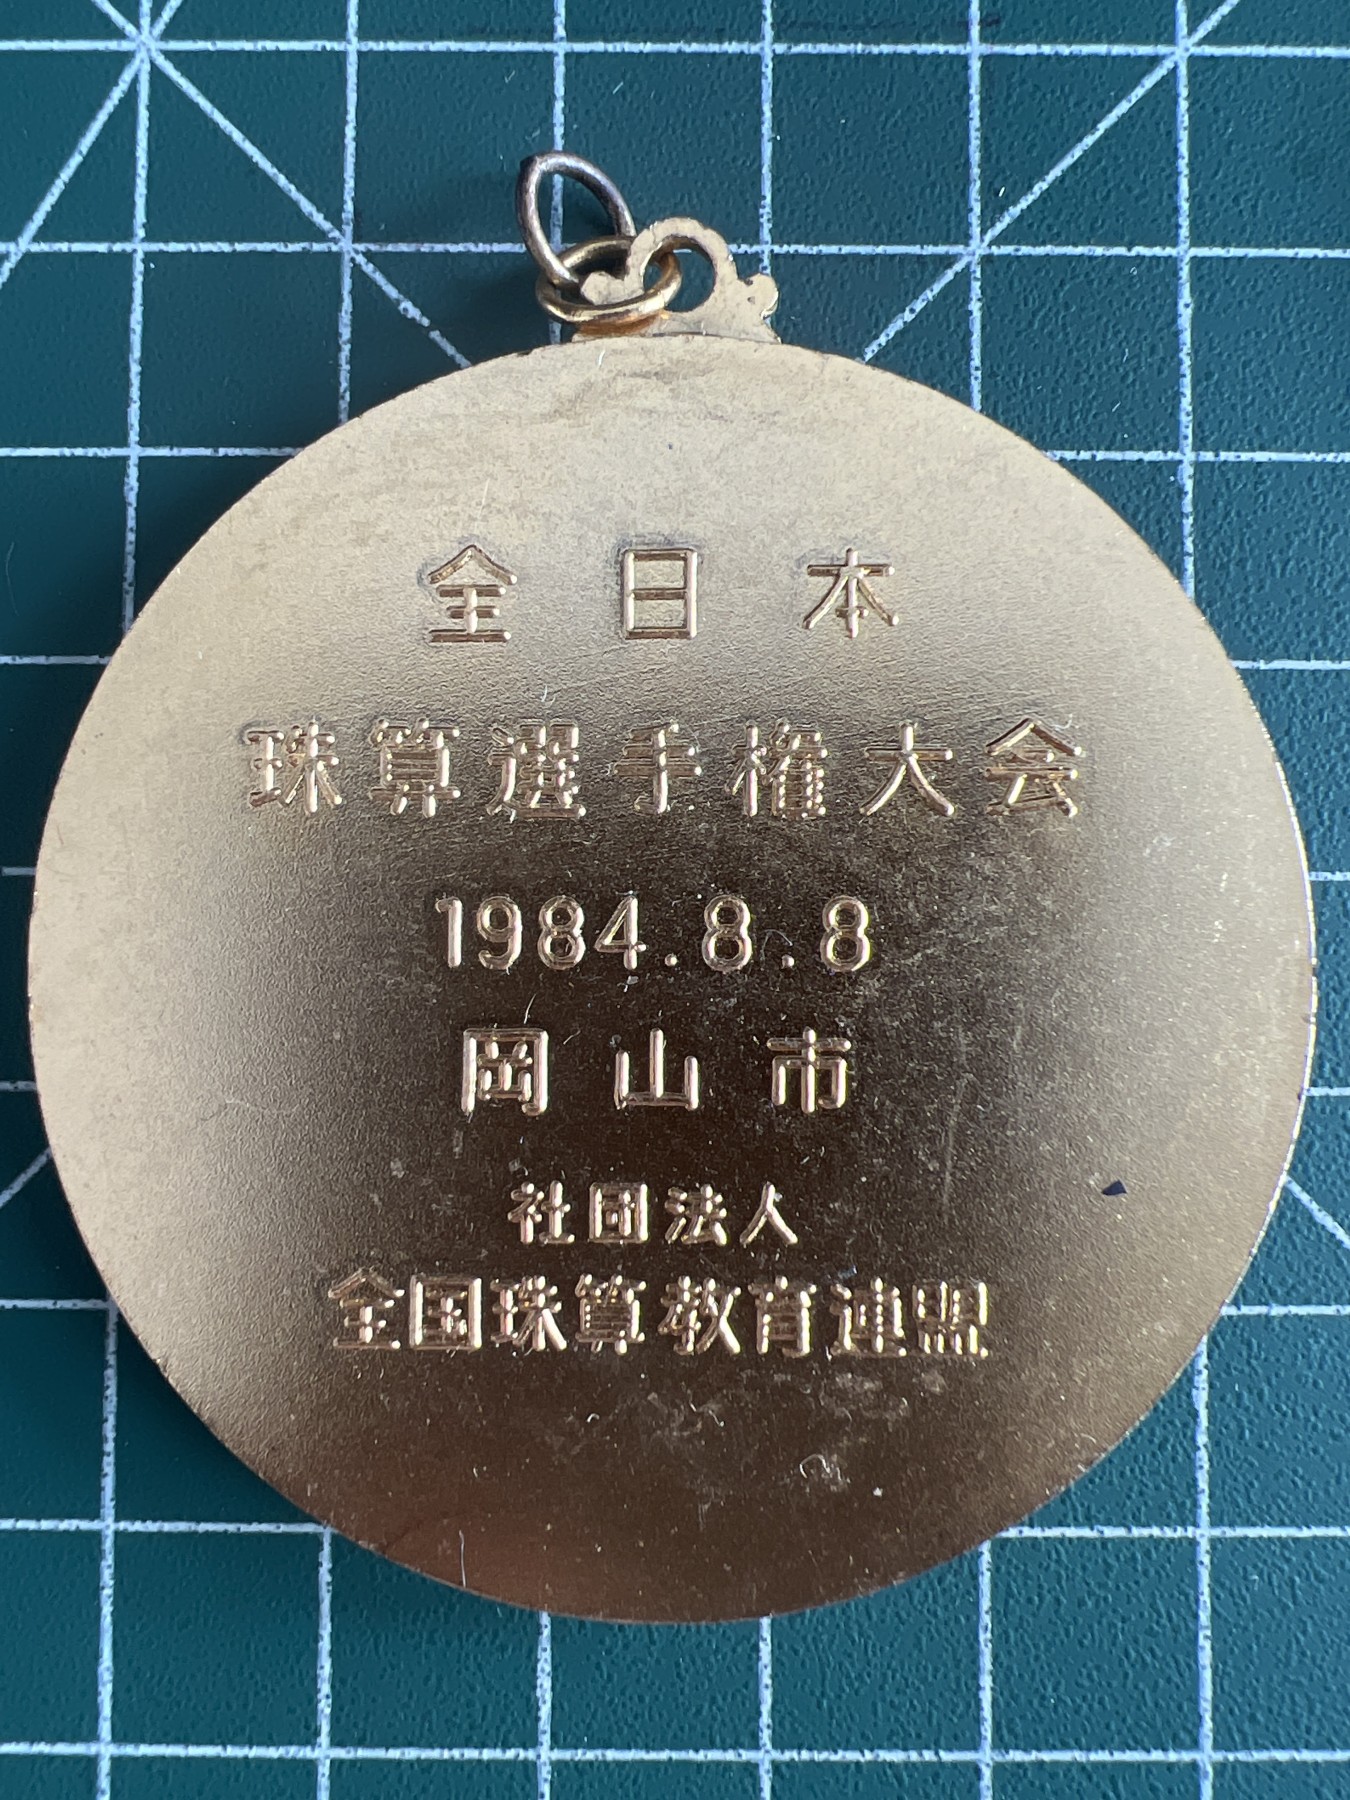 全日本
珠算選手権大会
1984.8.8
岡山市
社団法人
全国珠算教育連盟